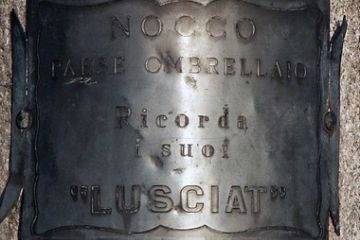 NOCCO
PAESE OMBRELLAIO
Ricorda
i suoi
"LUSCIAT"